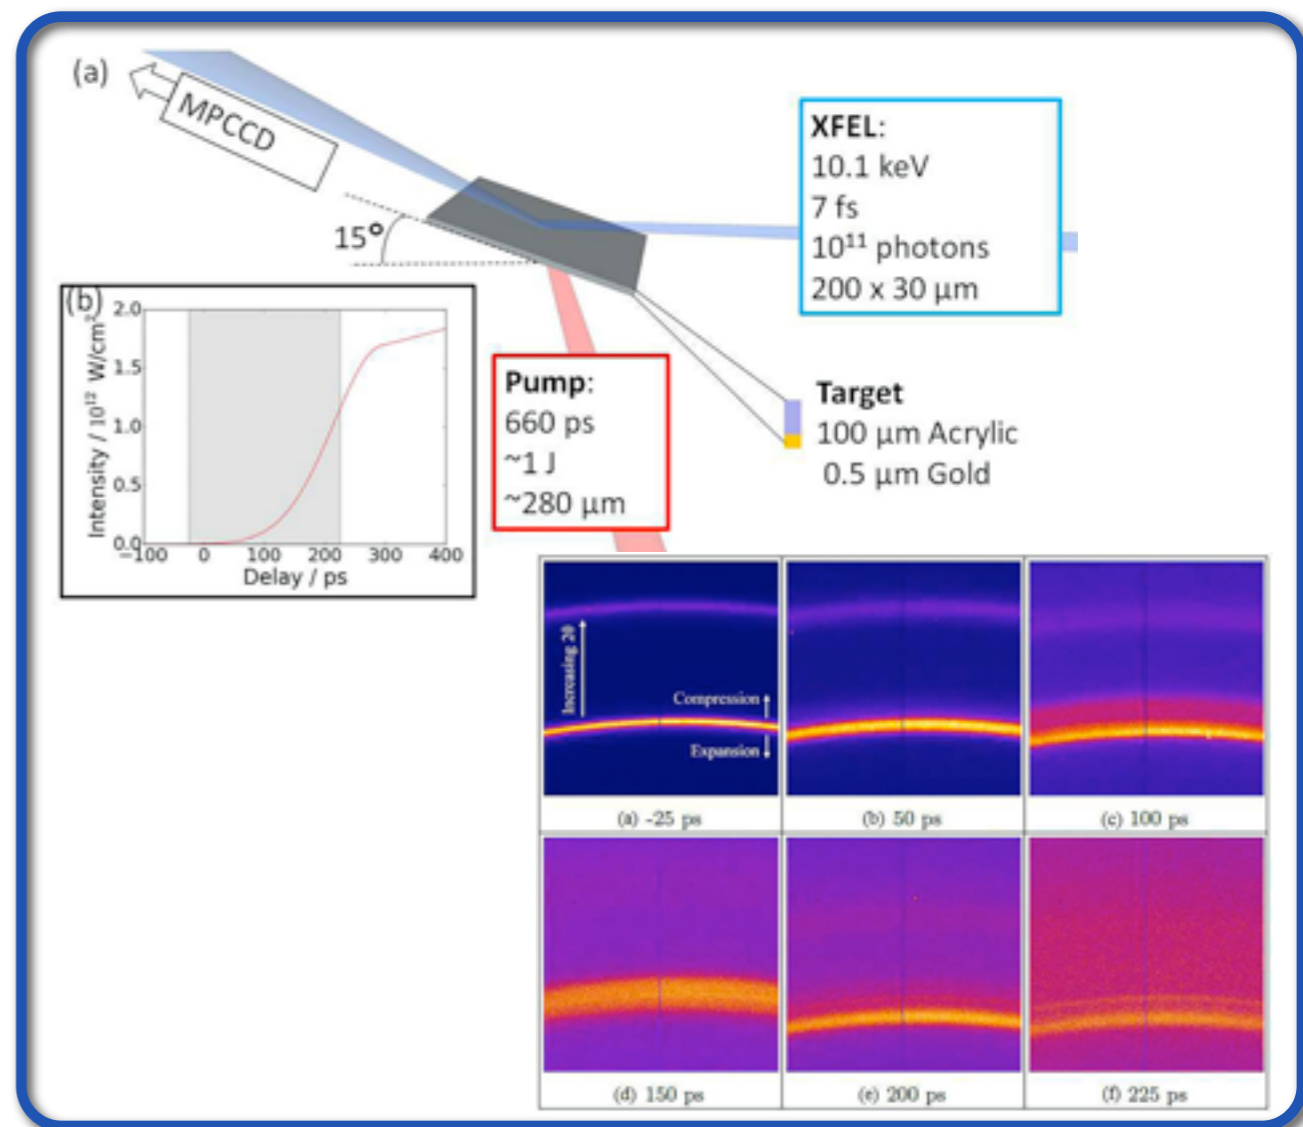 (a)
MPCCD
15°
XFEL:
10.1 keV
7 fs
10¹¹ photons
200 x 30 μm
(b)
2.0
1.5
1.0
0.5
0.0
Intensity / 10¹² W/cm²
−100 0 100 200 300 400
Delay / ps
Pump:
660 ps
~1 J
~280 μm
Target
100 μm Acrylic
0.5 μm Gold
Increasing 2θ
Compression
Expansion
(a) -25 ps
(b) 50 ps
(c) 100 ps
(d) 150 ps
(e) 200 ps
(f) 225 ps